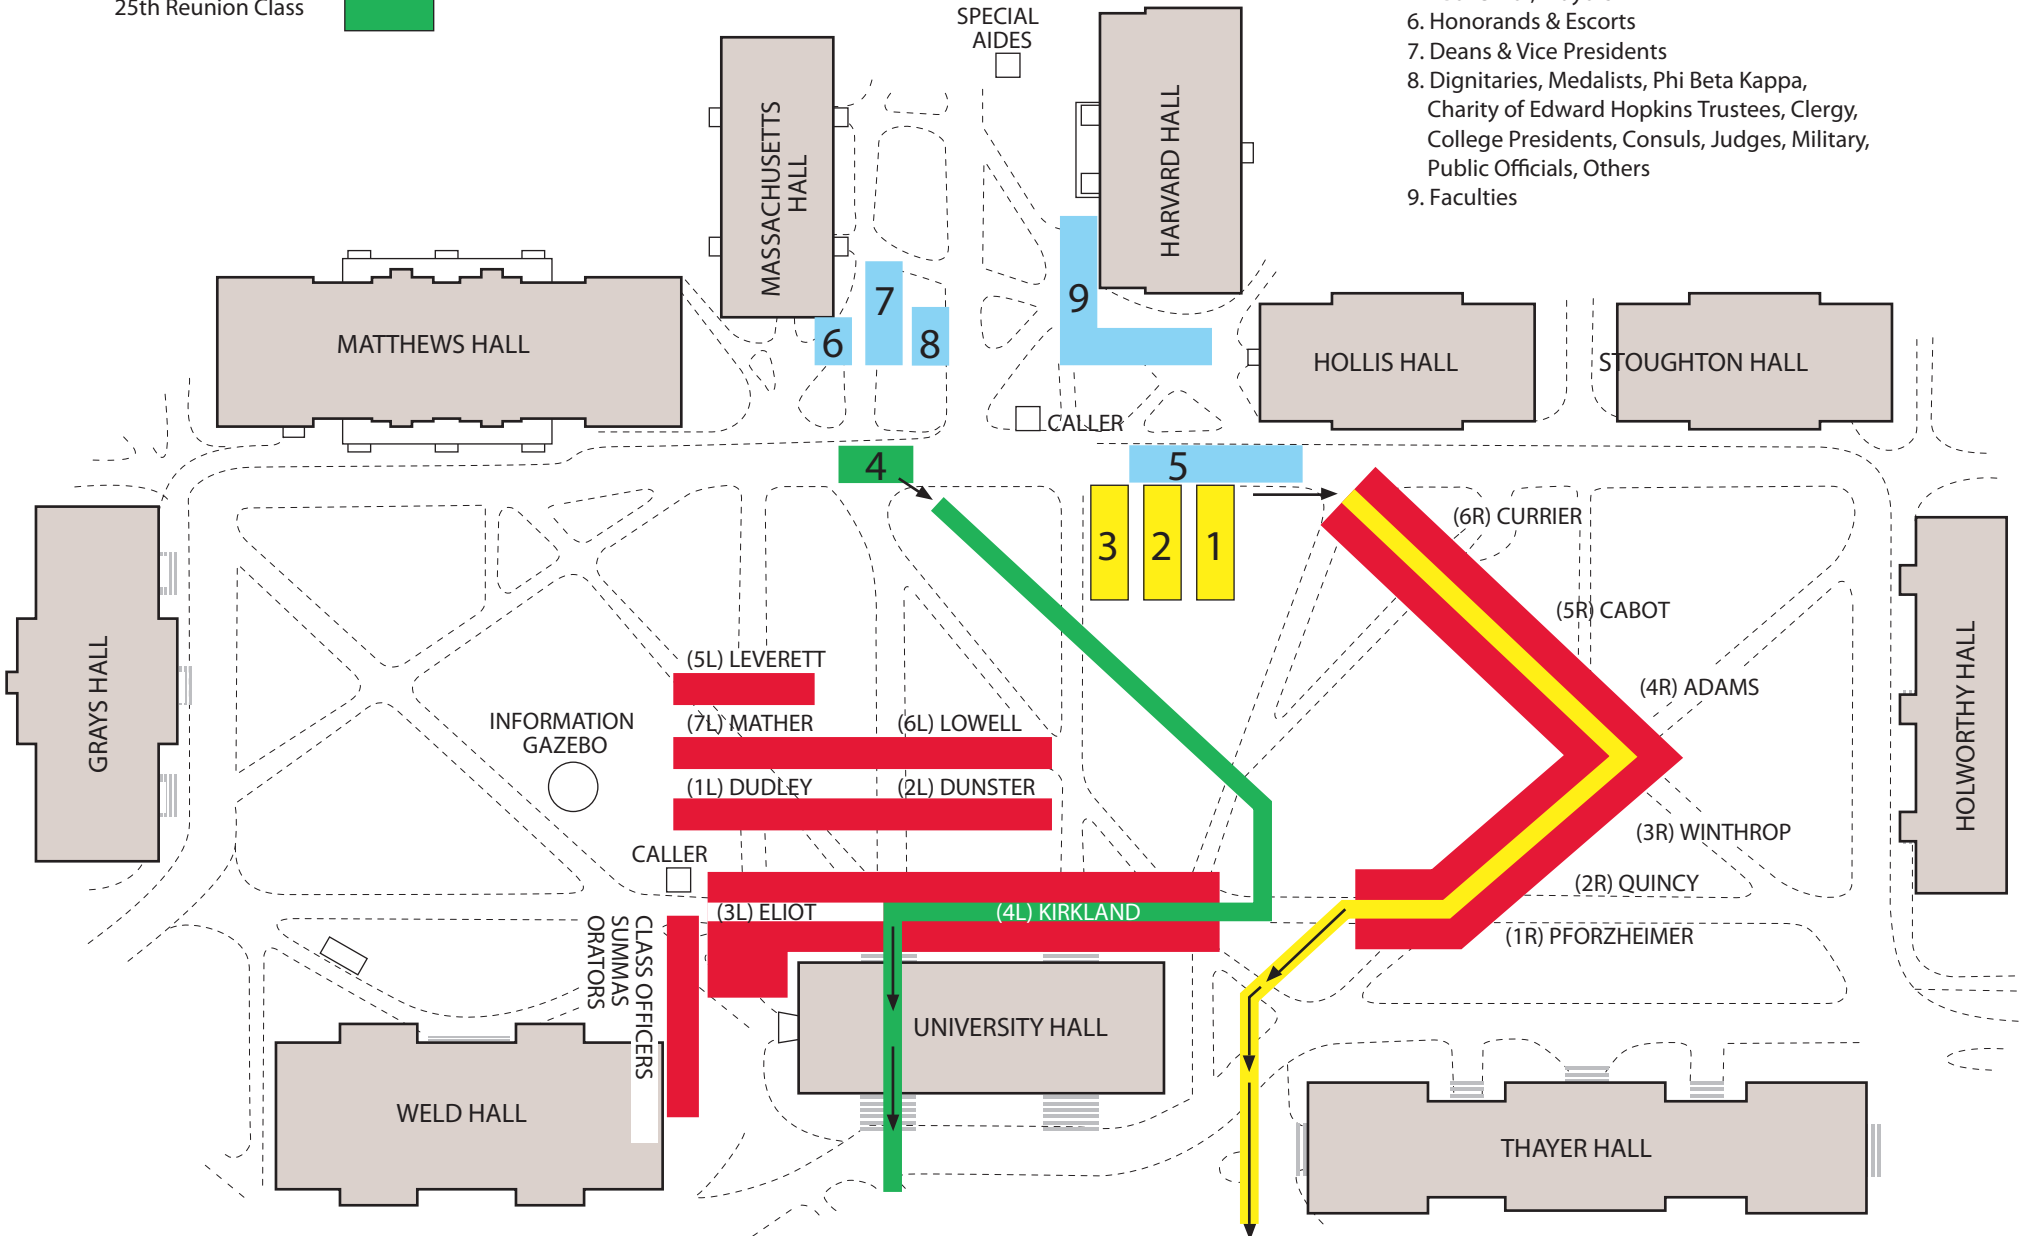 25th Reunion Class
SPECIAL
AIDES
6. Honorands & Escorts
7. Deans & Vice Presidents
8. Dignitaries, Medalists, Phi Beta Kappa,
Charity of Edward Hopkins Trustees, Clergy,
College Presidents, Consuls, Judges, Military,
Public Officials, Others
9. Faculties
MASSACHUSETTS
HALL
HARVARD HALL
MATTHEWS HALL
6
7
8
9
HOLLIS HALL
STOUGHTON HALL
CALLER
4
5
3
2
1
(6R) CURRIER
(5R) CABOT
(4R) ADAMS
(3R) WINTHROP
(2R) QUINCY
(1R) PFORZHEIMER
GRAYS HALL
HOLWORTHY HALL
INFORMATION
GAZEBO
(5L) LEVERETT
(7L) MATHER
(6L) LOWELL
(1L) DUDLEY
(2L) DUNSTER
CALLER
(3L) ELIOT
(4L) KIRKLAND
CLASS OFFICERS
SUMMAS
ORATORS
UNIVERSITY HALL
WELD HALL
THAYER HALL